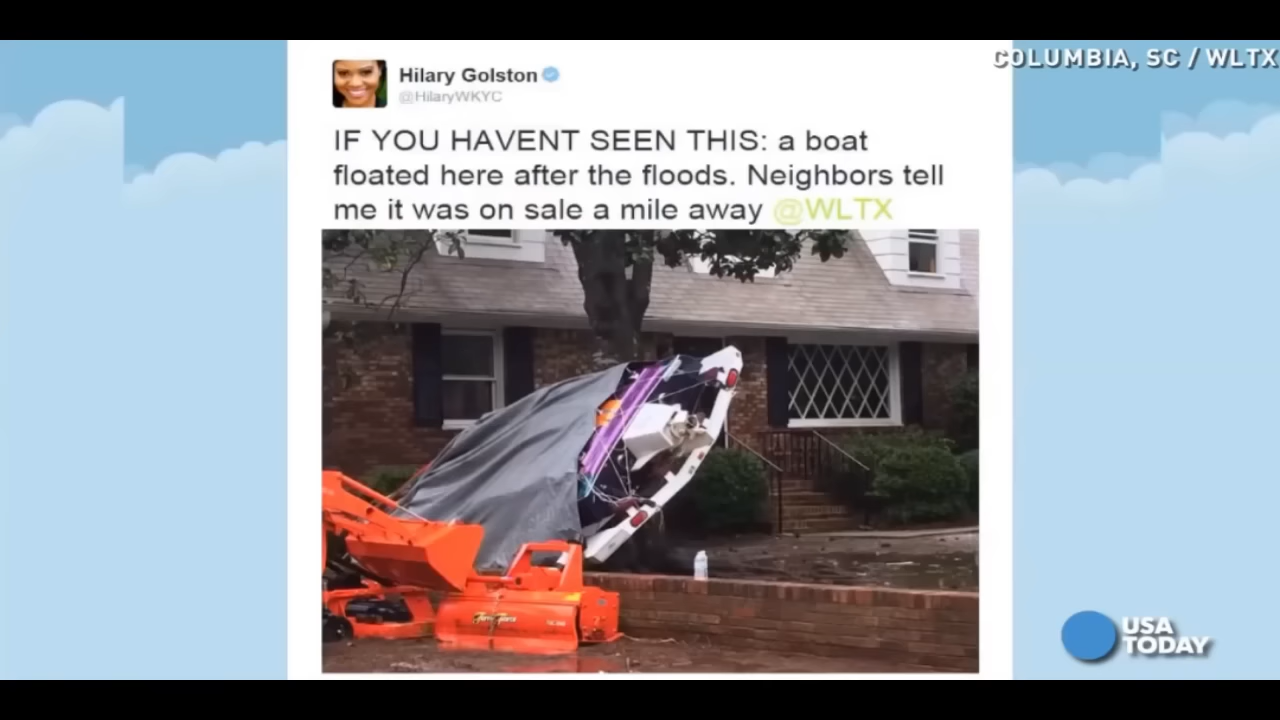 COLUMBIA, SC / WLTX
Hilary Golston
@HilaryWKYC
IF YOU HAVENT SEEN THIS: a boat
floated here after the floods. Neighbors tell
me it was on sale a mile away @WLTX
USA
TODAY